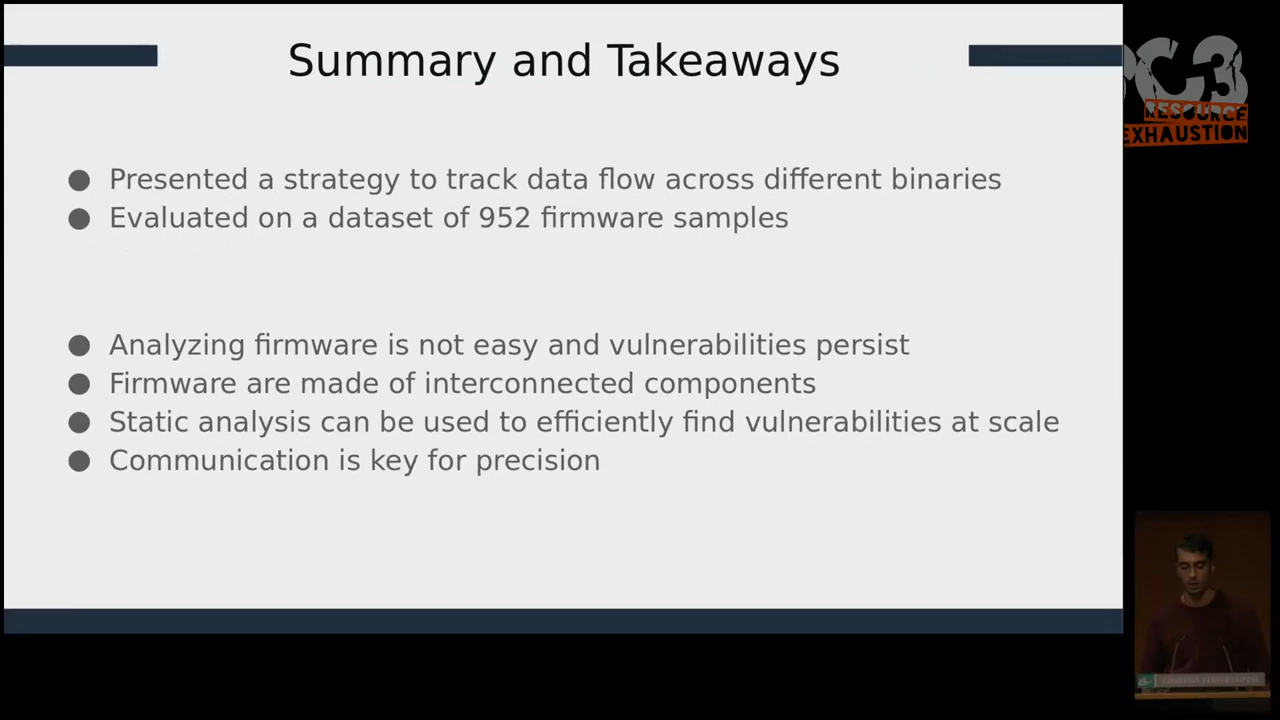 Summary and Takeaways
C3
RESOURCE
EXHAUSTION
● Presented a strategy to track data flow across different binaries
● Evaluated on a dataset of 952 firmware samples
● Analyzing firmware is not easy and vulnerabilities persist
● Firmware are made of interconnected components
● Static analysis can be used to efficiently find vulnerabilities at scale
● Communication is key for precision